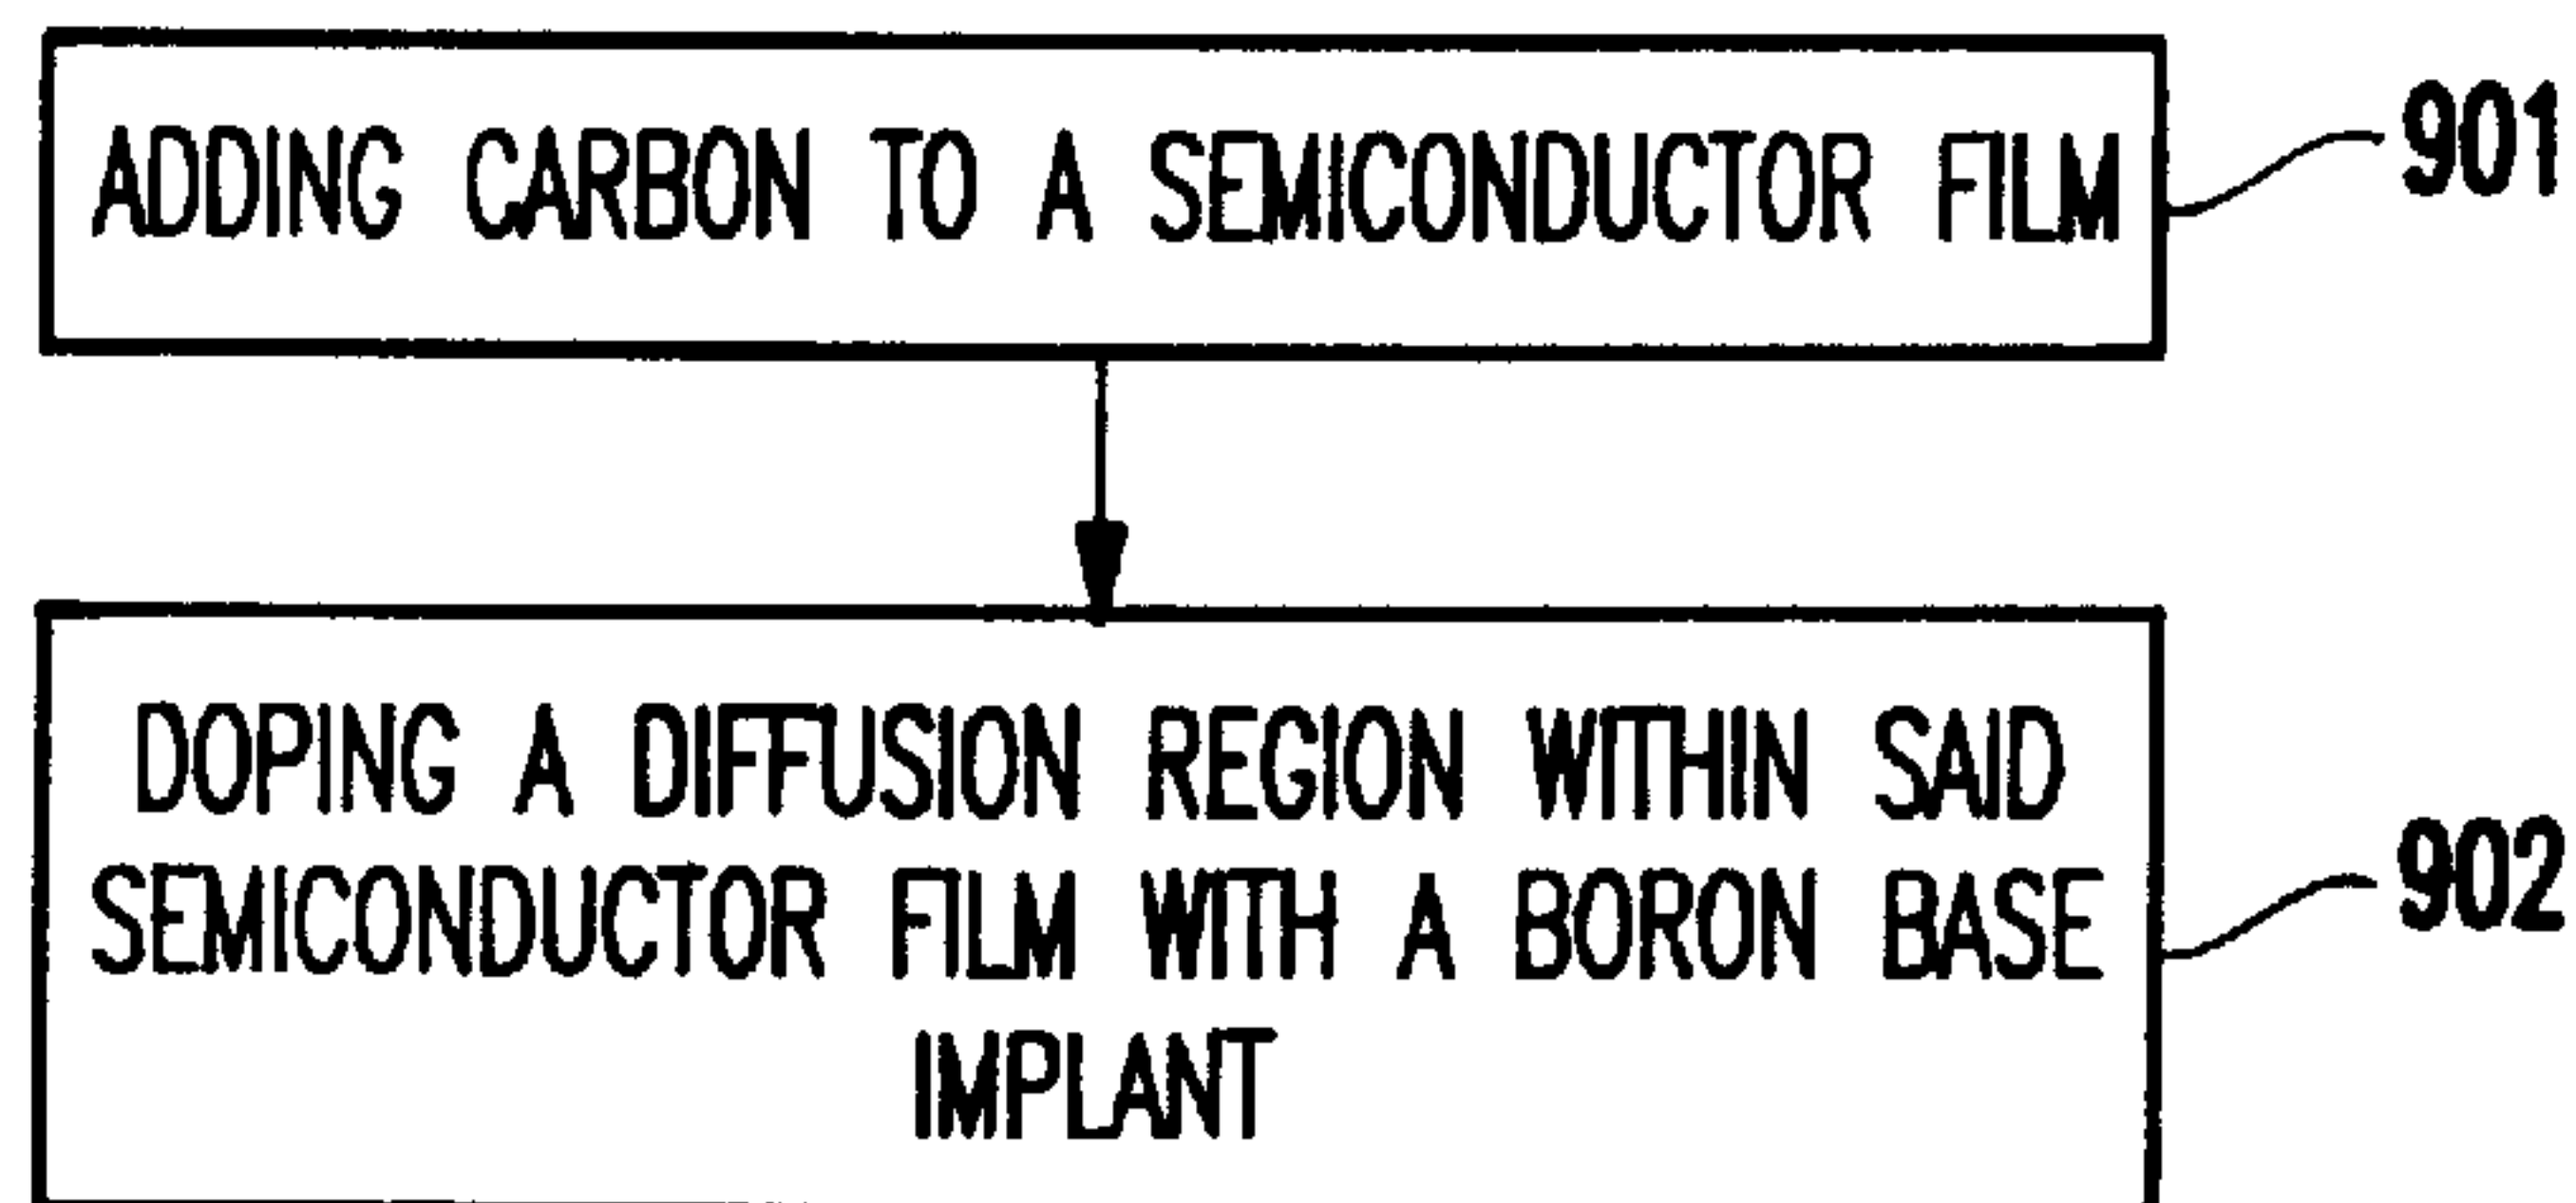 ADDING CARBON TO A SEMICONDUCTOR FILM
901
DOPING A DIFFUSION REGION WITHIN SAID
SEMICONDUCTOR FILM WITH A BORON BASE
IMPLANT
902